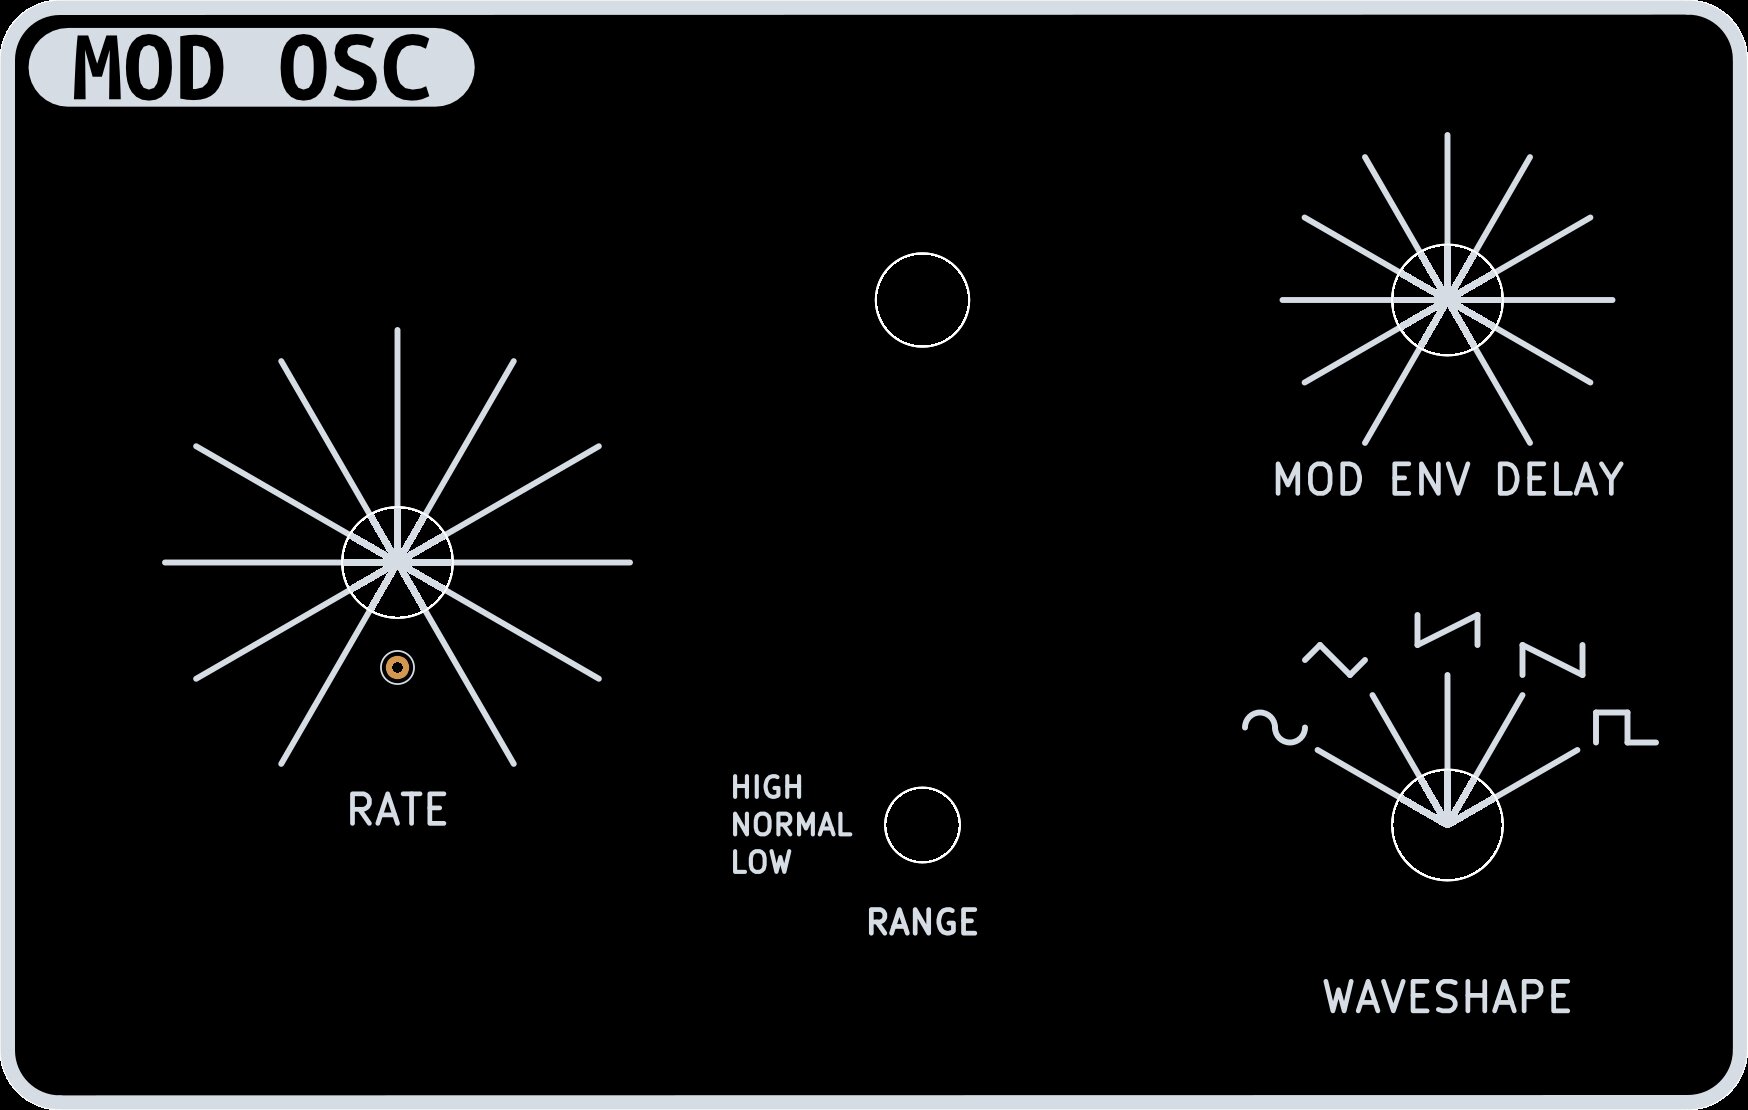 MOD OSC
MOD ENV DELAY
RATE
HIGH
NORMAL
LOW
RANGE
WAVESHAPE